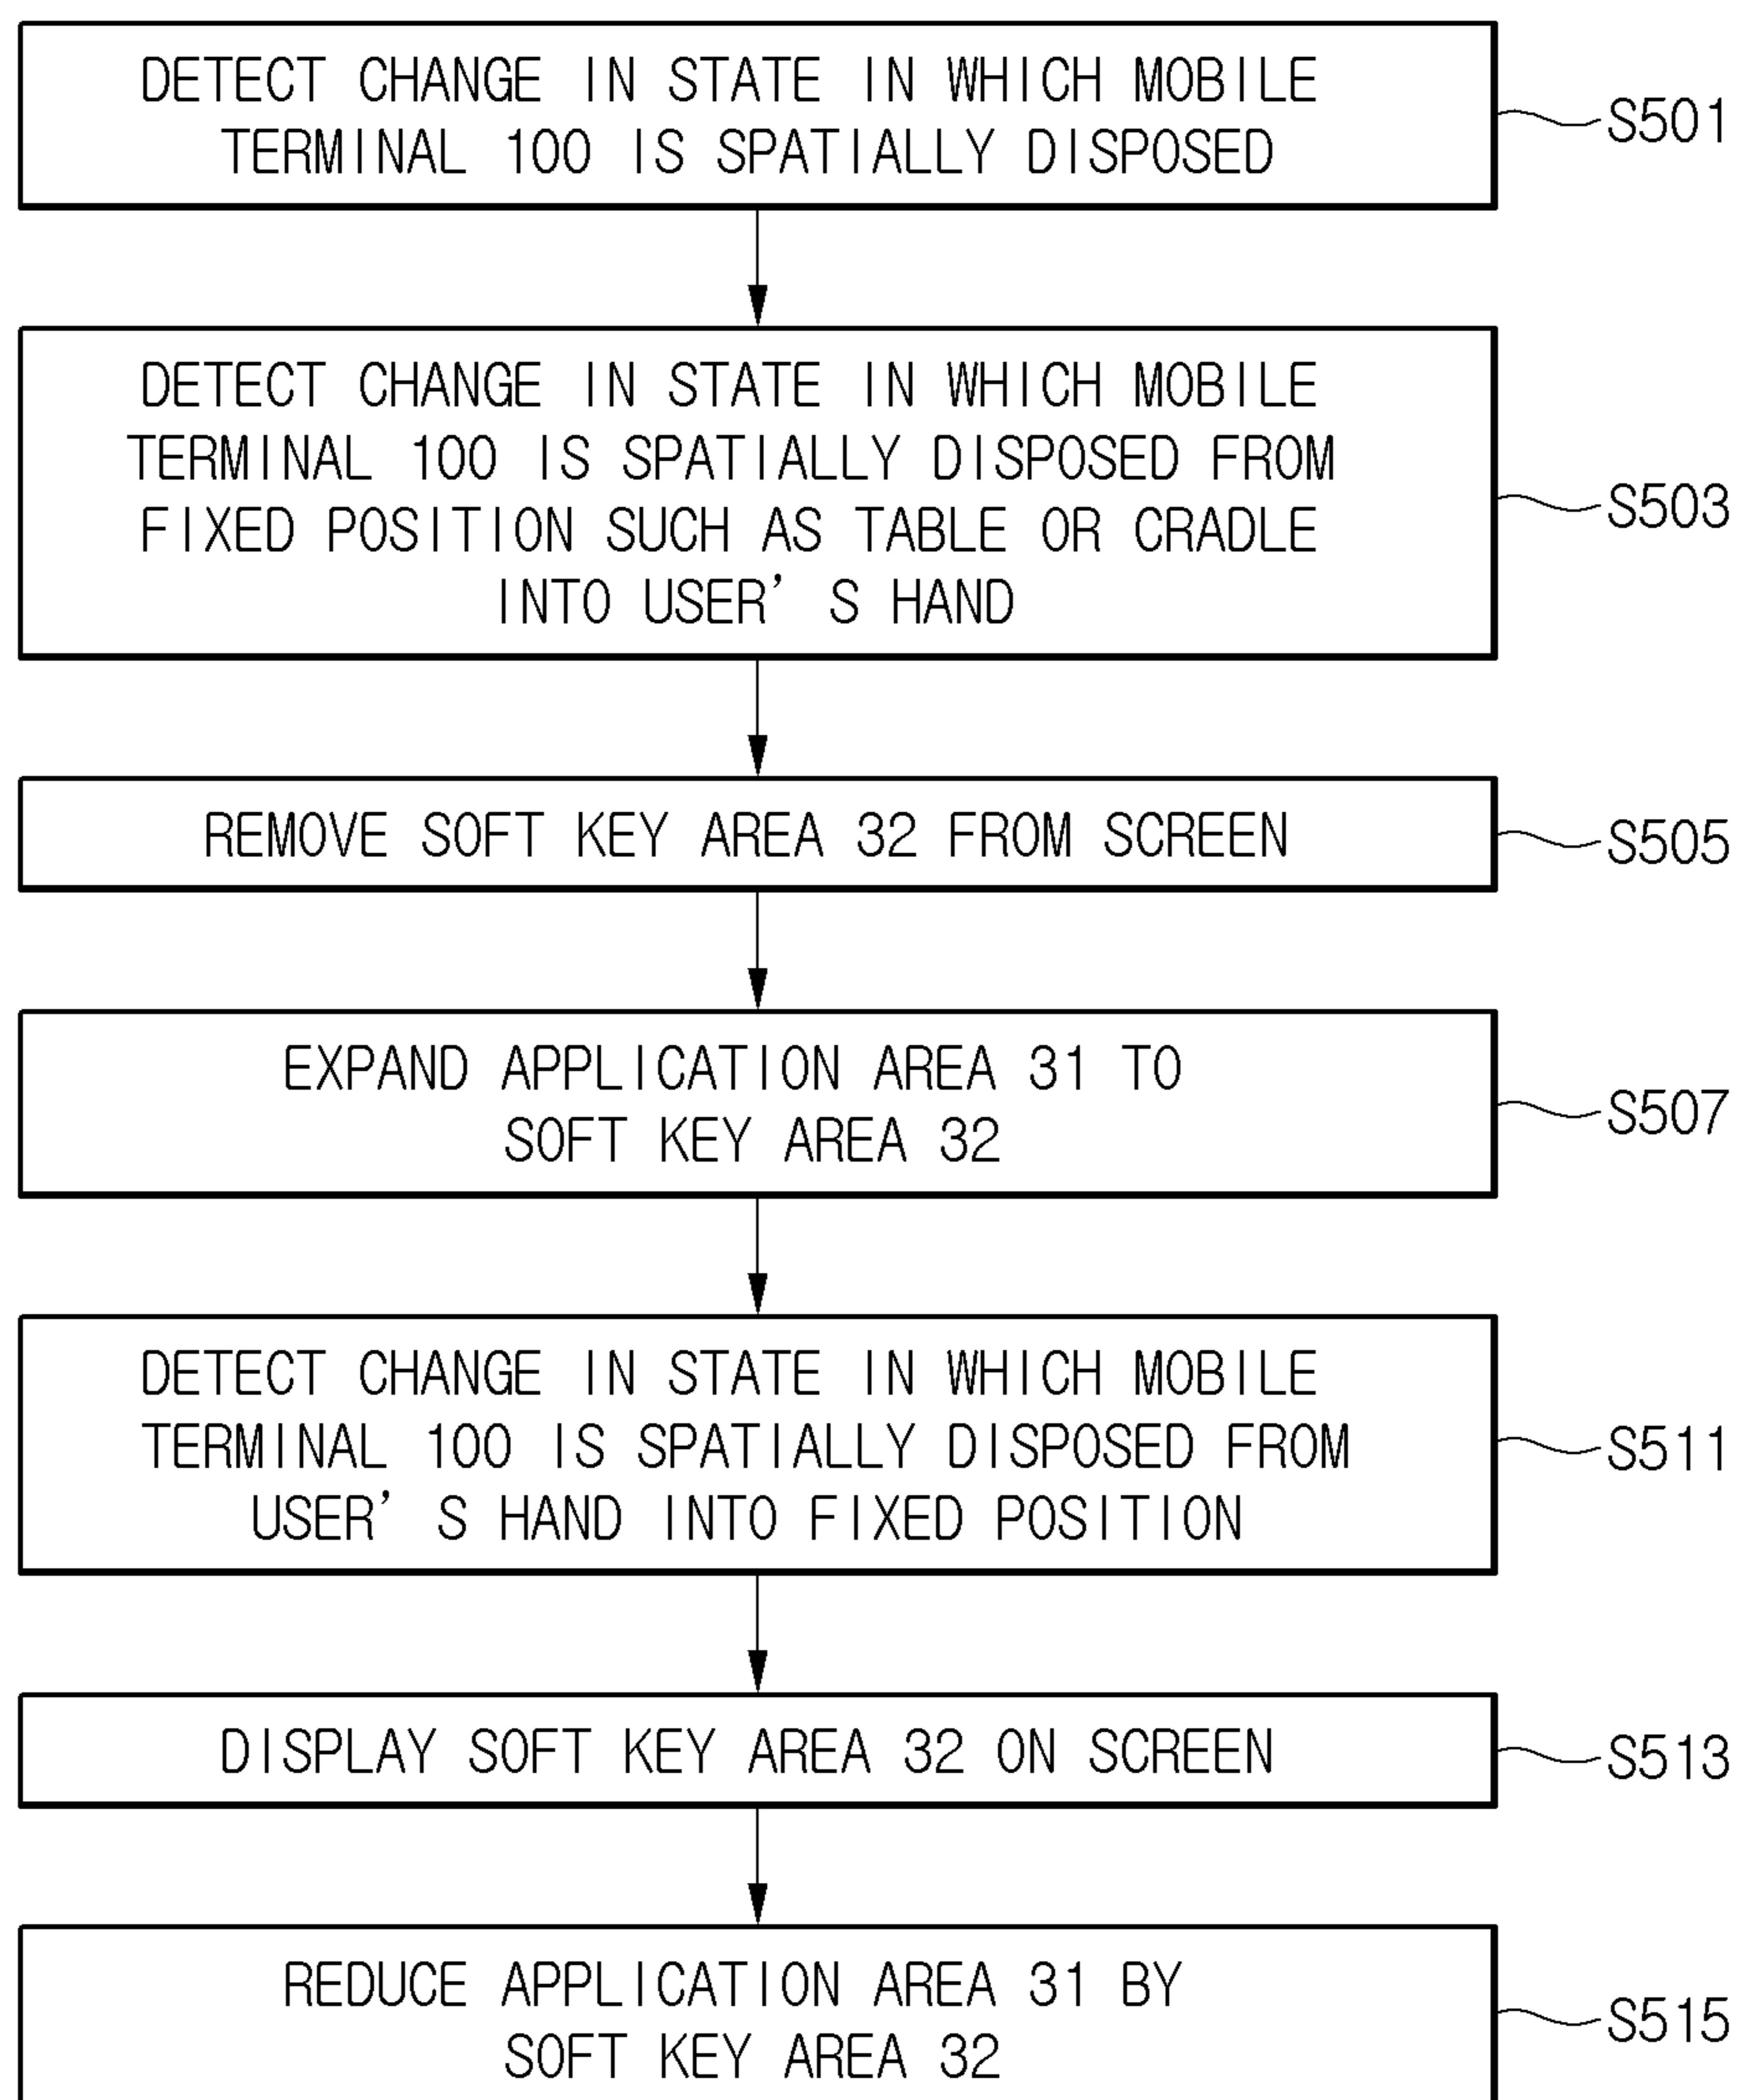 DETECT CHANGE IN STATE IN WHICH MOBILE
TERMINAL 100 IS SPATIALLY DISPOSED
S501
DETECT CHANGE IN STATE IN WHICH MOBILE
TERMINAL 100 IS SPATIALLY DISPOSED FROM
FIXED POSITION SUCH AS TABLE OR CRADLE
INTO USER'S HAND
S503
REMOVE SOFT KEY AREA 32 FROM SCREEN
S505
EXPAND APPLICATION AREA 31 TO
SOFT KEY AREA 32
S507
DETECT CHANGE IN STATE IN WHICH MOBILE
TERMINAL 100 IS SPATIALLY DISPOSED FROM
USER'S HAND INTO FIXED POSITION
S511
DISPLAY SOFT KEY AREA 32 ON SCREEN
S513
REDUCE APPLICATION AREA 31 BY
SOFT KEY AREA 32
S515